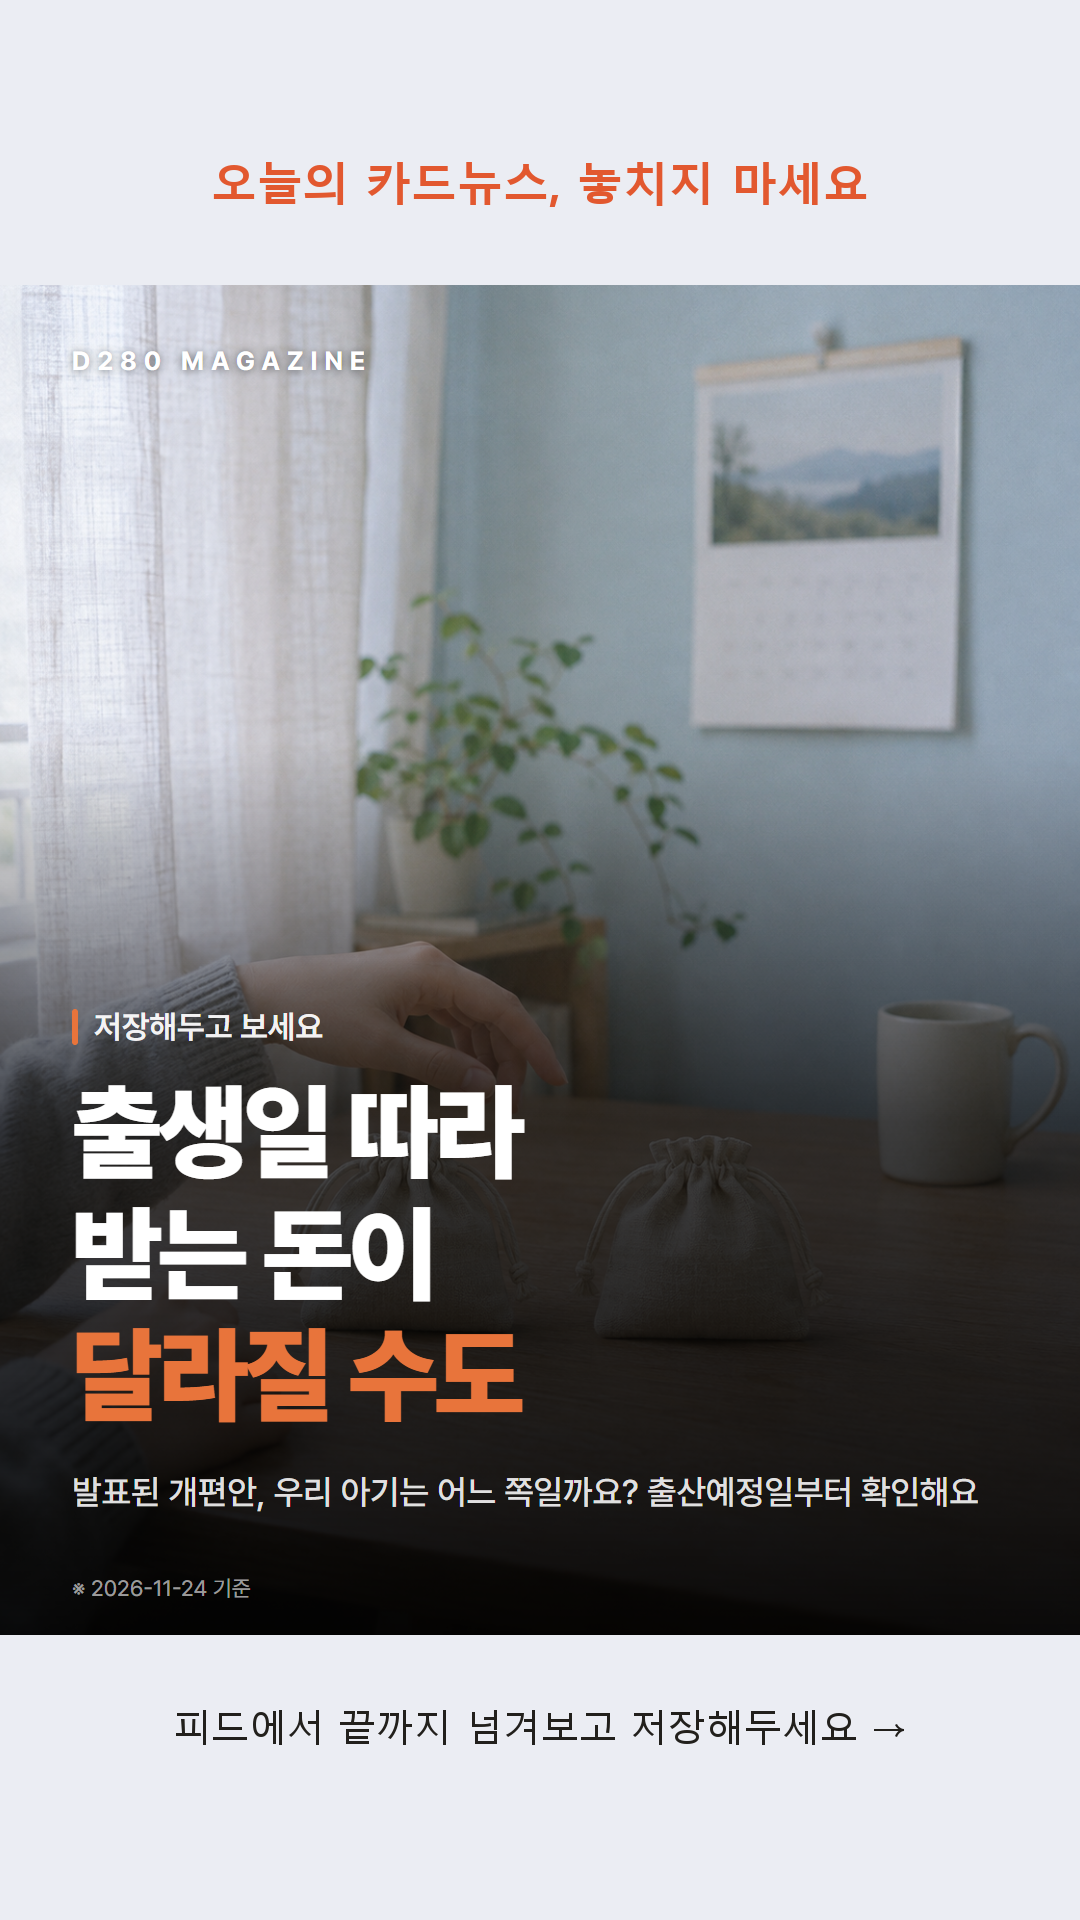 오늘의 카드뉴스, 놓치지 마세요
D280 MAGAZINE
저장해두고 보세요
출생일 따라
받는 돈이
달라질 수도
발표된 개편안, 우리 아기는 어느 쪽일까요? 출산예정일부터 확인해요
※ 2026-11-24 기준
피드에서 끝까지 넘겨보고 저장해두세요 →